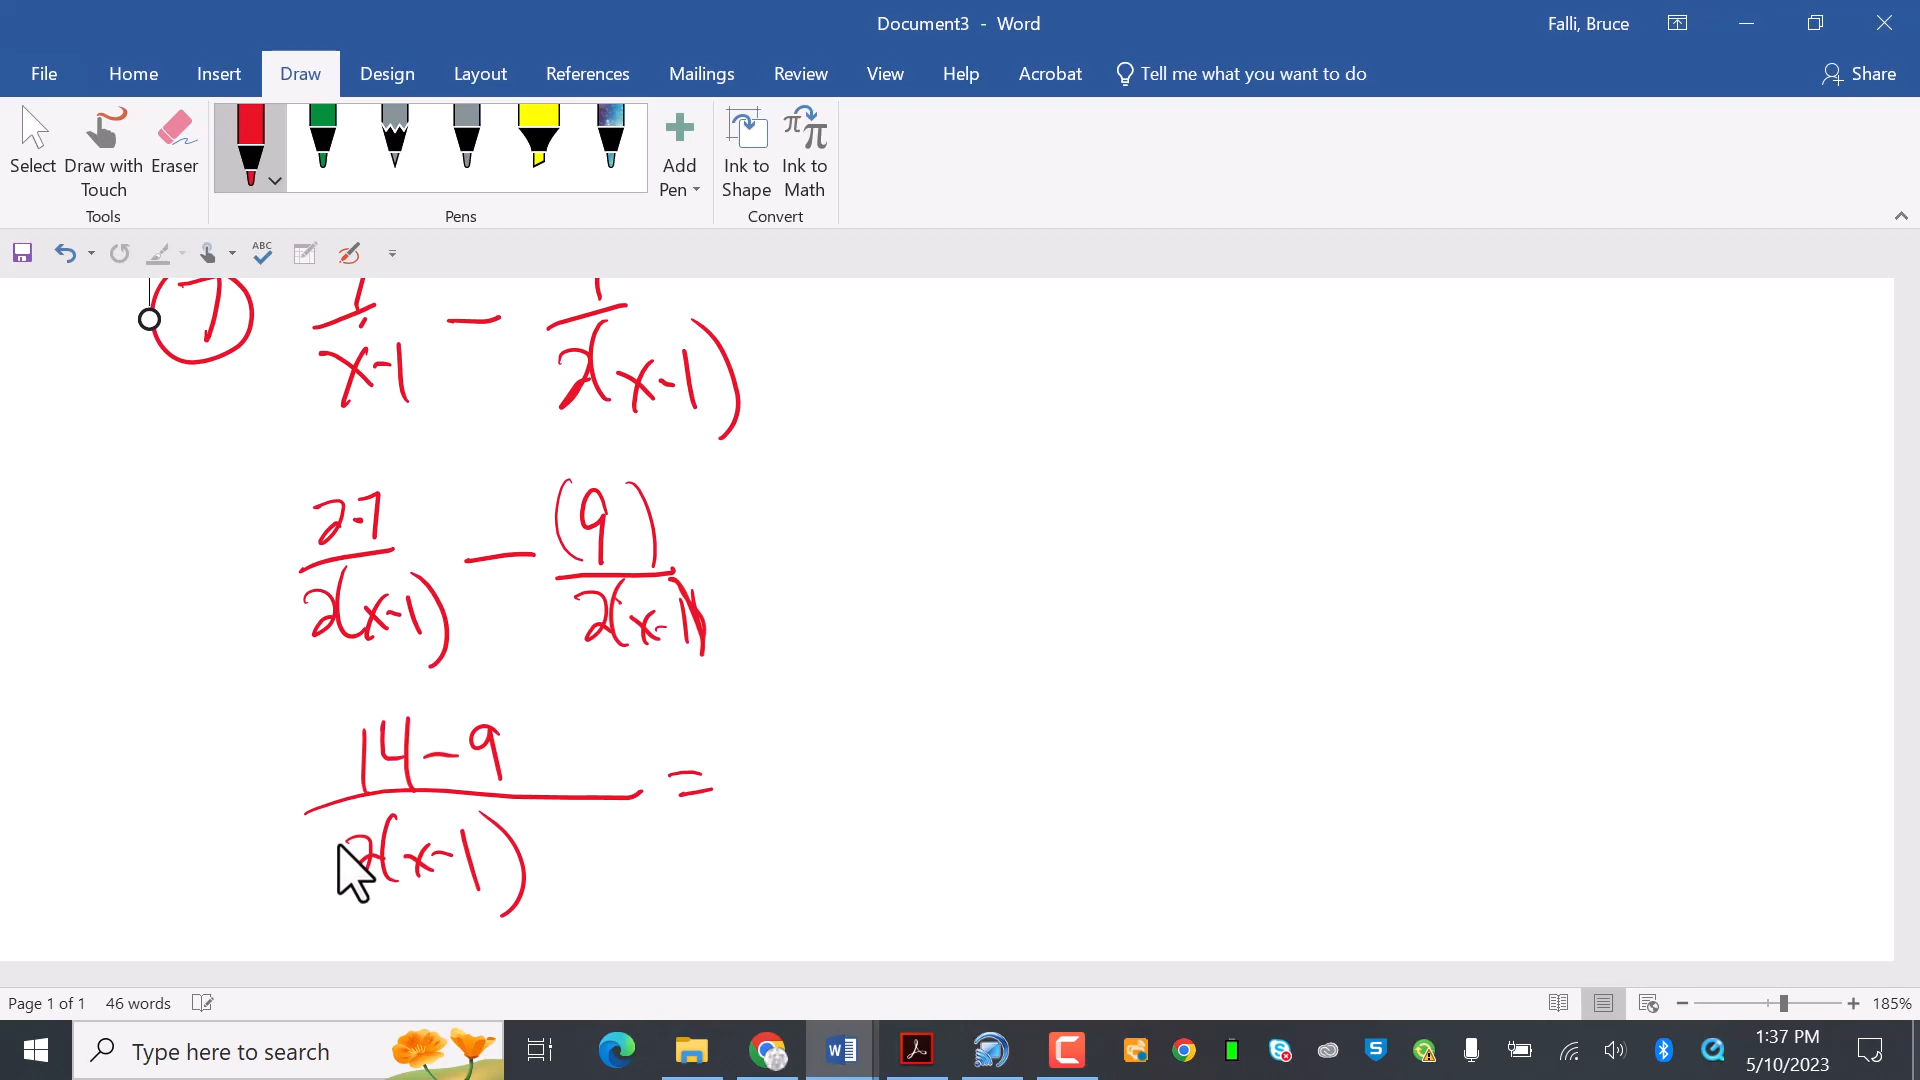 Document3 - Word
Falli, Bruce
File Home Insert Draw Design Layout References Mailings Review View Help Acrobat Tell me what you want to do Share
Select Draw with Touch Eraser Add Pen Ink to Shape Ink to Math
Tools Pens Convert
ABC
7
x-1 - 2(x-1)
2·7 - (9)
2(x-1) 2(x-1)
14-9 =
2(x-1)
Page 1 of 1 46 words 185%
Type here to search
1:37 PM
5/10/2023